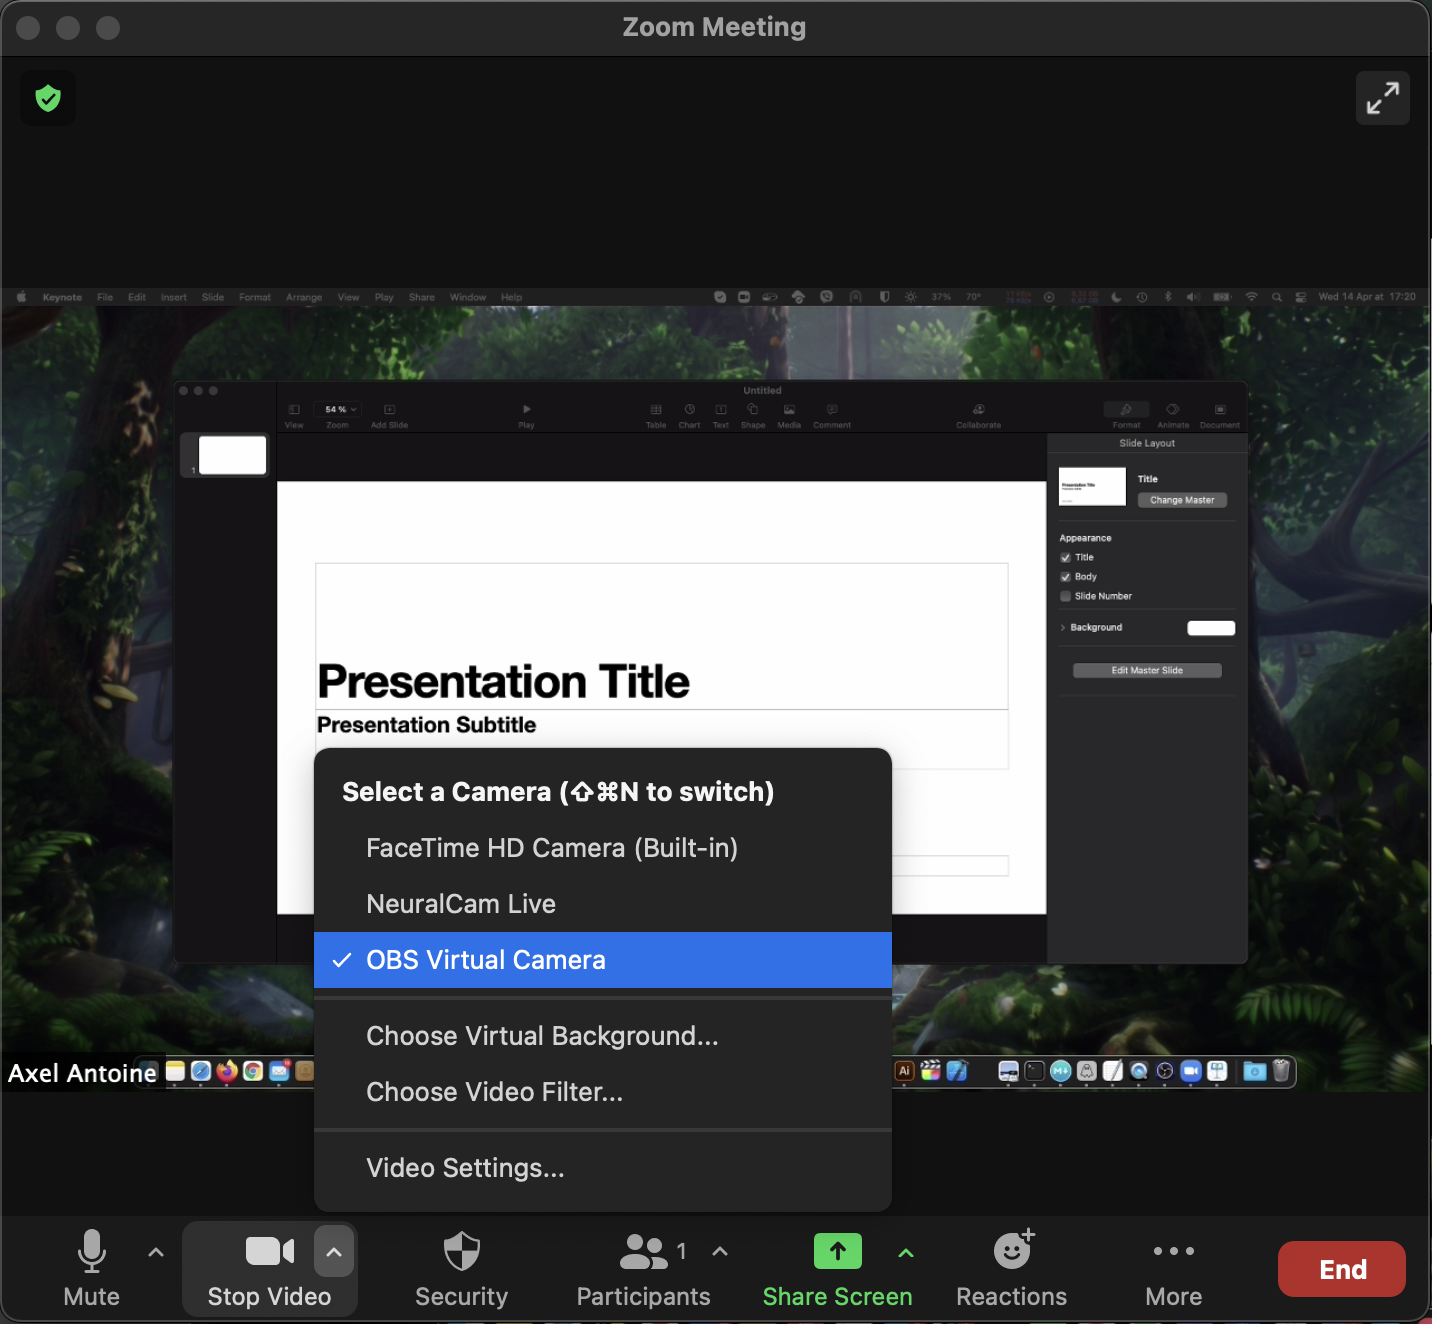 Zoom Meeting
Keynote File Edit Insert Slide Format Arrange View Play Share Window Help 37% 70° Wed 14 Apr at 17:20
Untitled
54 %
View Zoom Add Slide Play Table Chart Text Shape Media Comment Collaborate Format Animate Document
Slide Layout
1
Presentation Title
Title
Change Master
Appearance
Title
Body
Slide Number
Background
Edit Master Slide
Presentation Title
Presentation Subtitle
Select a Camera (⇧⌘N to switch)
FaceTime HD Camera (Built-in)
NeuralCam Live
✓ OBS Virtual Camera
Choose Virtual Background...
Choose Video Filter...
Video Settings...
Axel Antoine
Ai
1
Mute Stop Video Security Participants Share Screen Reactions More End